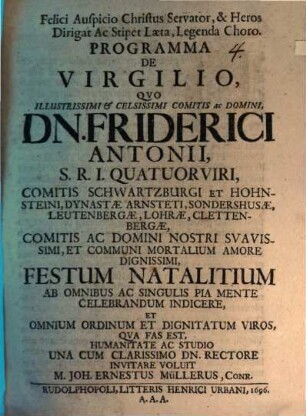 Felici Auspicio Christus Servator, & Heros
Dirigat Ac Stipet Læta, Legenda Choro.
PROGRAMMA
4.
DE
VIRGILIO,
QVO
ILLUSTRISSIMI & CELSISSIMI COMITIS ac DOMINI,
DN. FRIDERICI
ANTONII,
S. R. I. QUATUORVIRI,
COMITIS SCHWARTZBURGI ET HOHN-
STEINI, DYNASTÆ ARNSTETI, SONDERSHUSÆ,
LEUTENBERGÆ, LOHRÆ, CLETTEN-
BERGÆ,
COMITIS AC DOMINI NOSTRI SVAVIS-
SIMI, ET COMMUNI MORTALIUM AMORE
DIGNISSIMI,
FESTUM NATALITIUM
AB OMNIBUS AC SINGULIS PIA MENTE
CELEBRANDUM INDICERE,
ET
OMNIUM ORDINUM ET DIGNITATUM VIROS,
QVA FAS EST,
HUMANITATE AC STUDIO
UNA CUM CLARISSIMO DN. RECTORE
INVITARE VOLUIT
M. JOH. ERNESTUS MüLLERUS, CONR.
RUDOLPHOPOLI, LITTERIS HENRICI URBANI, 1696.
A. A. A.